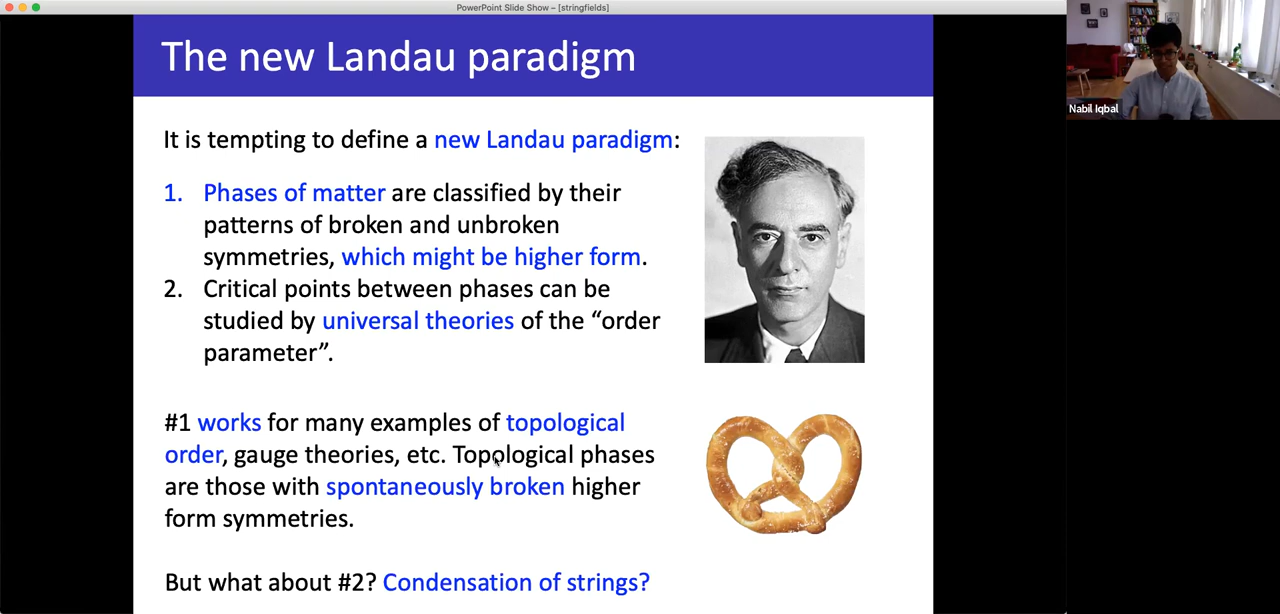 PowerPoint Slide Show – [stringfields]
The new Landau paradigm
Nabil Iqbal
It is tempting to define a new Landau paradigm:
1. Phases of matter are classified by their
patterns of broken and unbroken
symmetries, which might be higher form.
2. Critical points between phases can be
studied by universal theories of the “order
parameter”.
#1 works for many examples of topological
order, gauge theories, etc. Topological phases
are those with spontaneously broken higher
form symmetries.
But what about #2? Condensation of strings?